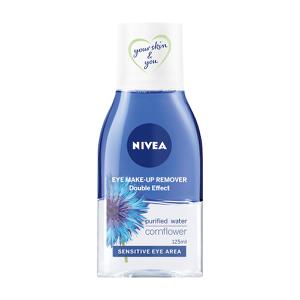 your skin
&
you
NIVEA
EYE MAKE-UP REMOVER
Double Effect
purified water
cornflower
125ml
SENSITIVE EYE AREA